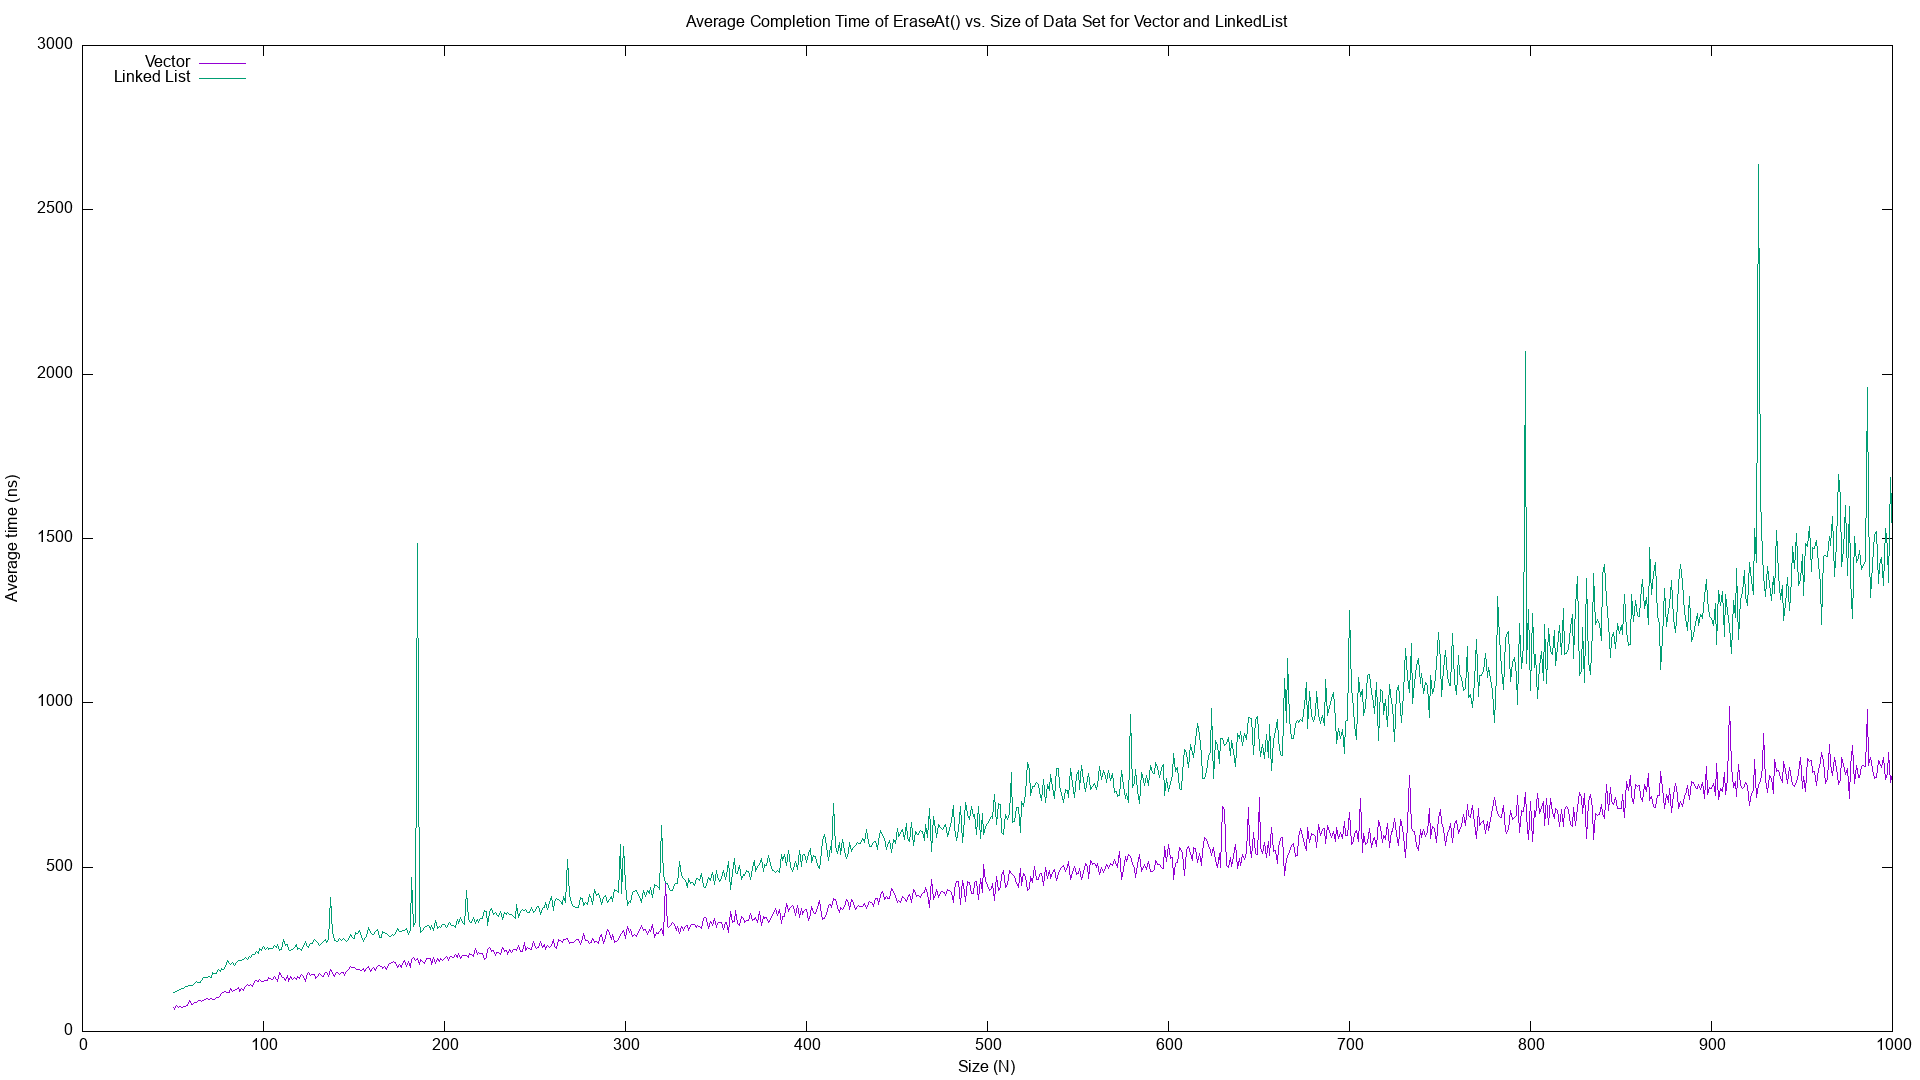 Average Completion Time of EraseAt() vs. Size of Data Set for Vector and LinkedList
3000
Vector
Linked List
2500
2000
1500
Average time (ns)
1000
500
0
0 100 200 300 400 500 600 700 800 900 1000
Size (N)